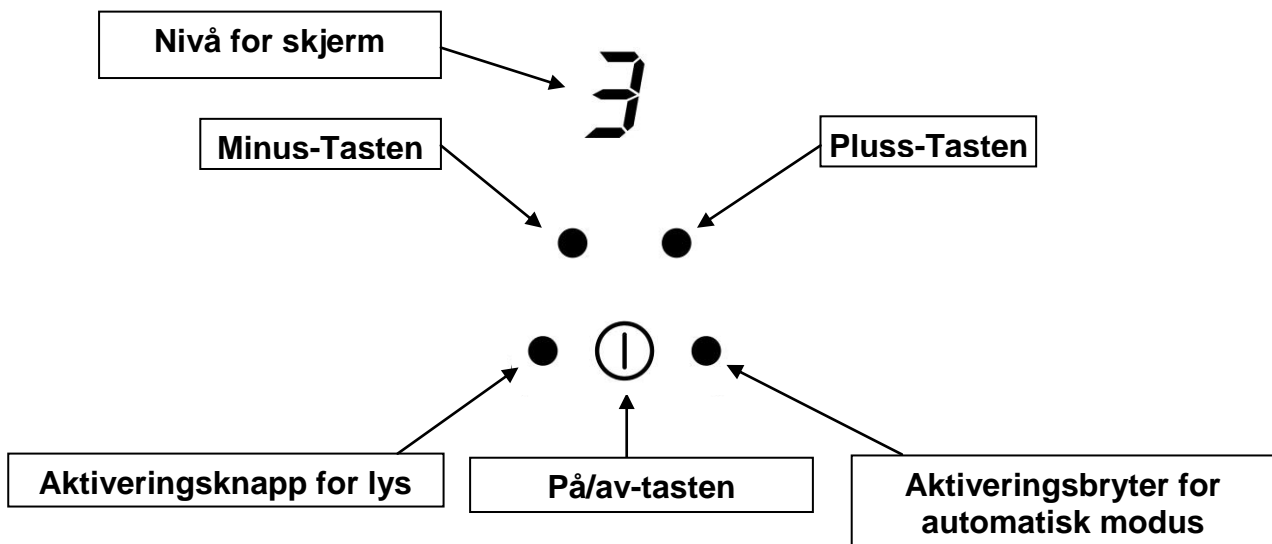 Nivå for skjerm
3
Minus-Tasten
Pluss-Tasten
Aktiveringsknapp for lys
På/av-tasten
Aktiveringsbryter for
automatisk modus